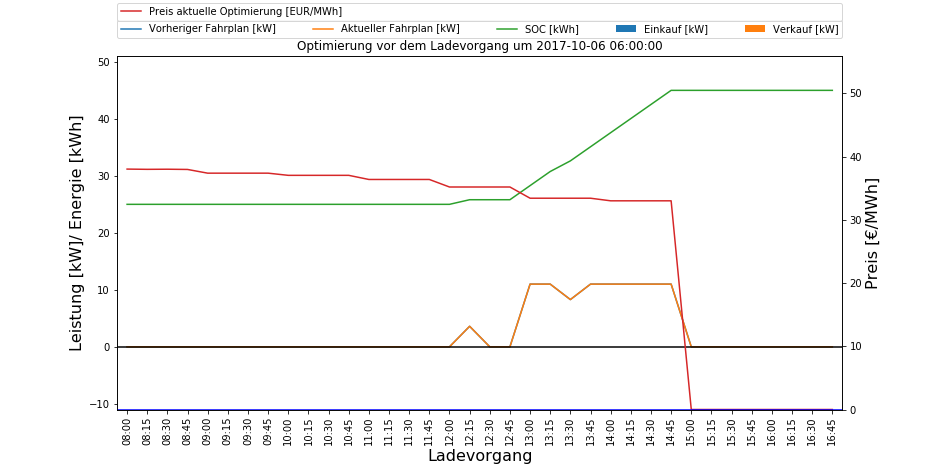 Preis aktuelle Optimierung [EUR/MWh]
Vorheriger Fahrplan [kW] Aktueller Fahrplan [kW] SOC [kWh] Einkauf [kW] Verkauf [kW]
Optimierung vor dem Ladevorgang um 2017-10-06 06:00:00
Leistung [kW]/ Energie [kWh]
50
40
30
20
10
0
−10
50
40
30
20
10
0
Preis [€/MWh]
08:00 08:15 08:30 08:45 09:00 09:15 09:30 09:45 10:00 10:15 10:30 10:45 11:00 11:15 11:30 11:45 12:00 12:15 12:30 12:45 13:00 13:15 13:30 13:45 14:00 14:15 14:30 14:45 15:00 15:15 15:30 15:45 16:00 16:15 16:30 16:45
Ladevorgang